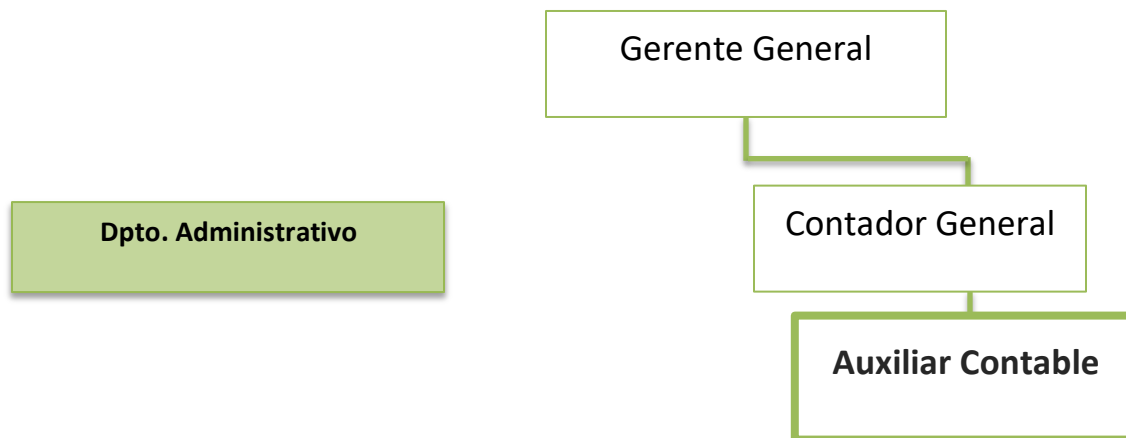 Gerente General
Dpto. Administrativo
Contador General
Auxiliar Contable